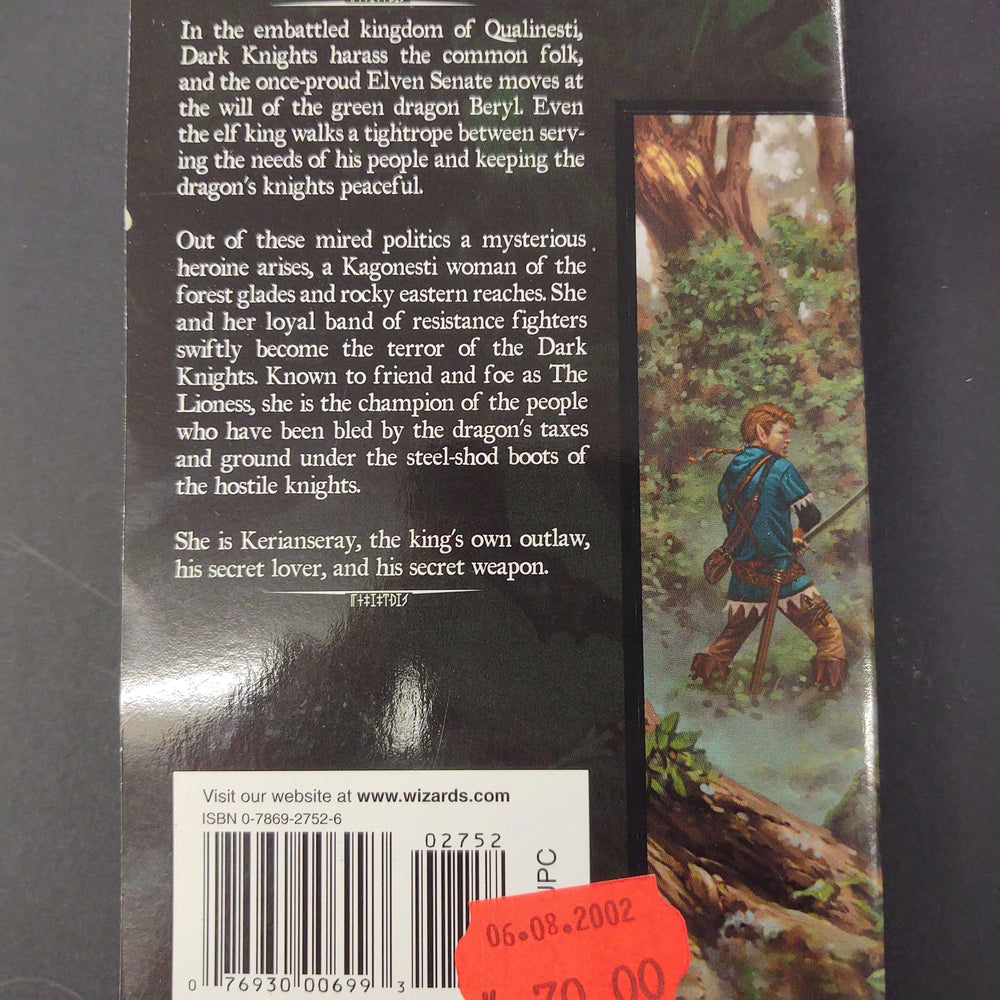 In the embattled kingdom of Qualinesti,
Dark Knights harass the common folk,
and the once-proud Elven Senate moves at
the will of the green dragon Beryl. Even
the elf king walks a tightrope between serv-
ing the needs of his people and keeping the
dragon's knights peaceful.
Out of these mired politics a mysterious
heroine arises, a Kagonesti woman of the
forest glades and rocky eastern reaches. She
and her loyal band of resistance fighters
swiftly become the terror of the Dark
Knights. Known to friend and foe as The
Lioness, she is the champion of the people
who have been bled by the dragon's taxes
and ground under the steel-shod boots of
the hostile knights.
She is Kerianseray, the king's own outlaw,
his secret lover, and his secret weapon.
Visit our website at www.wizards.com
ISBN 0-7869-2752-6
02752
UPC
0 76930 00699 3
06.08.2002
70.00